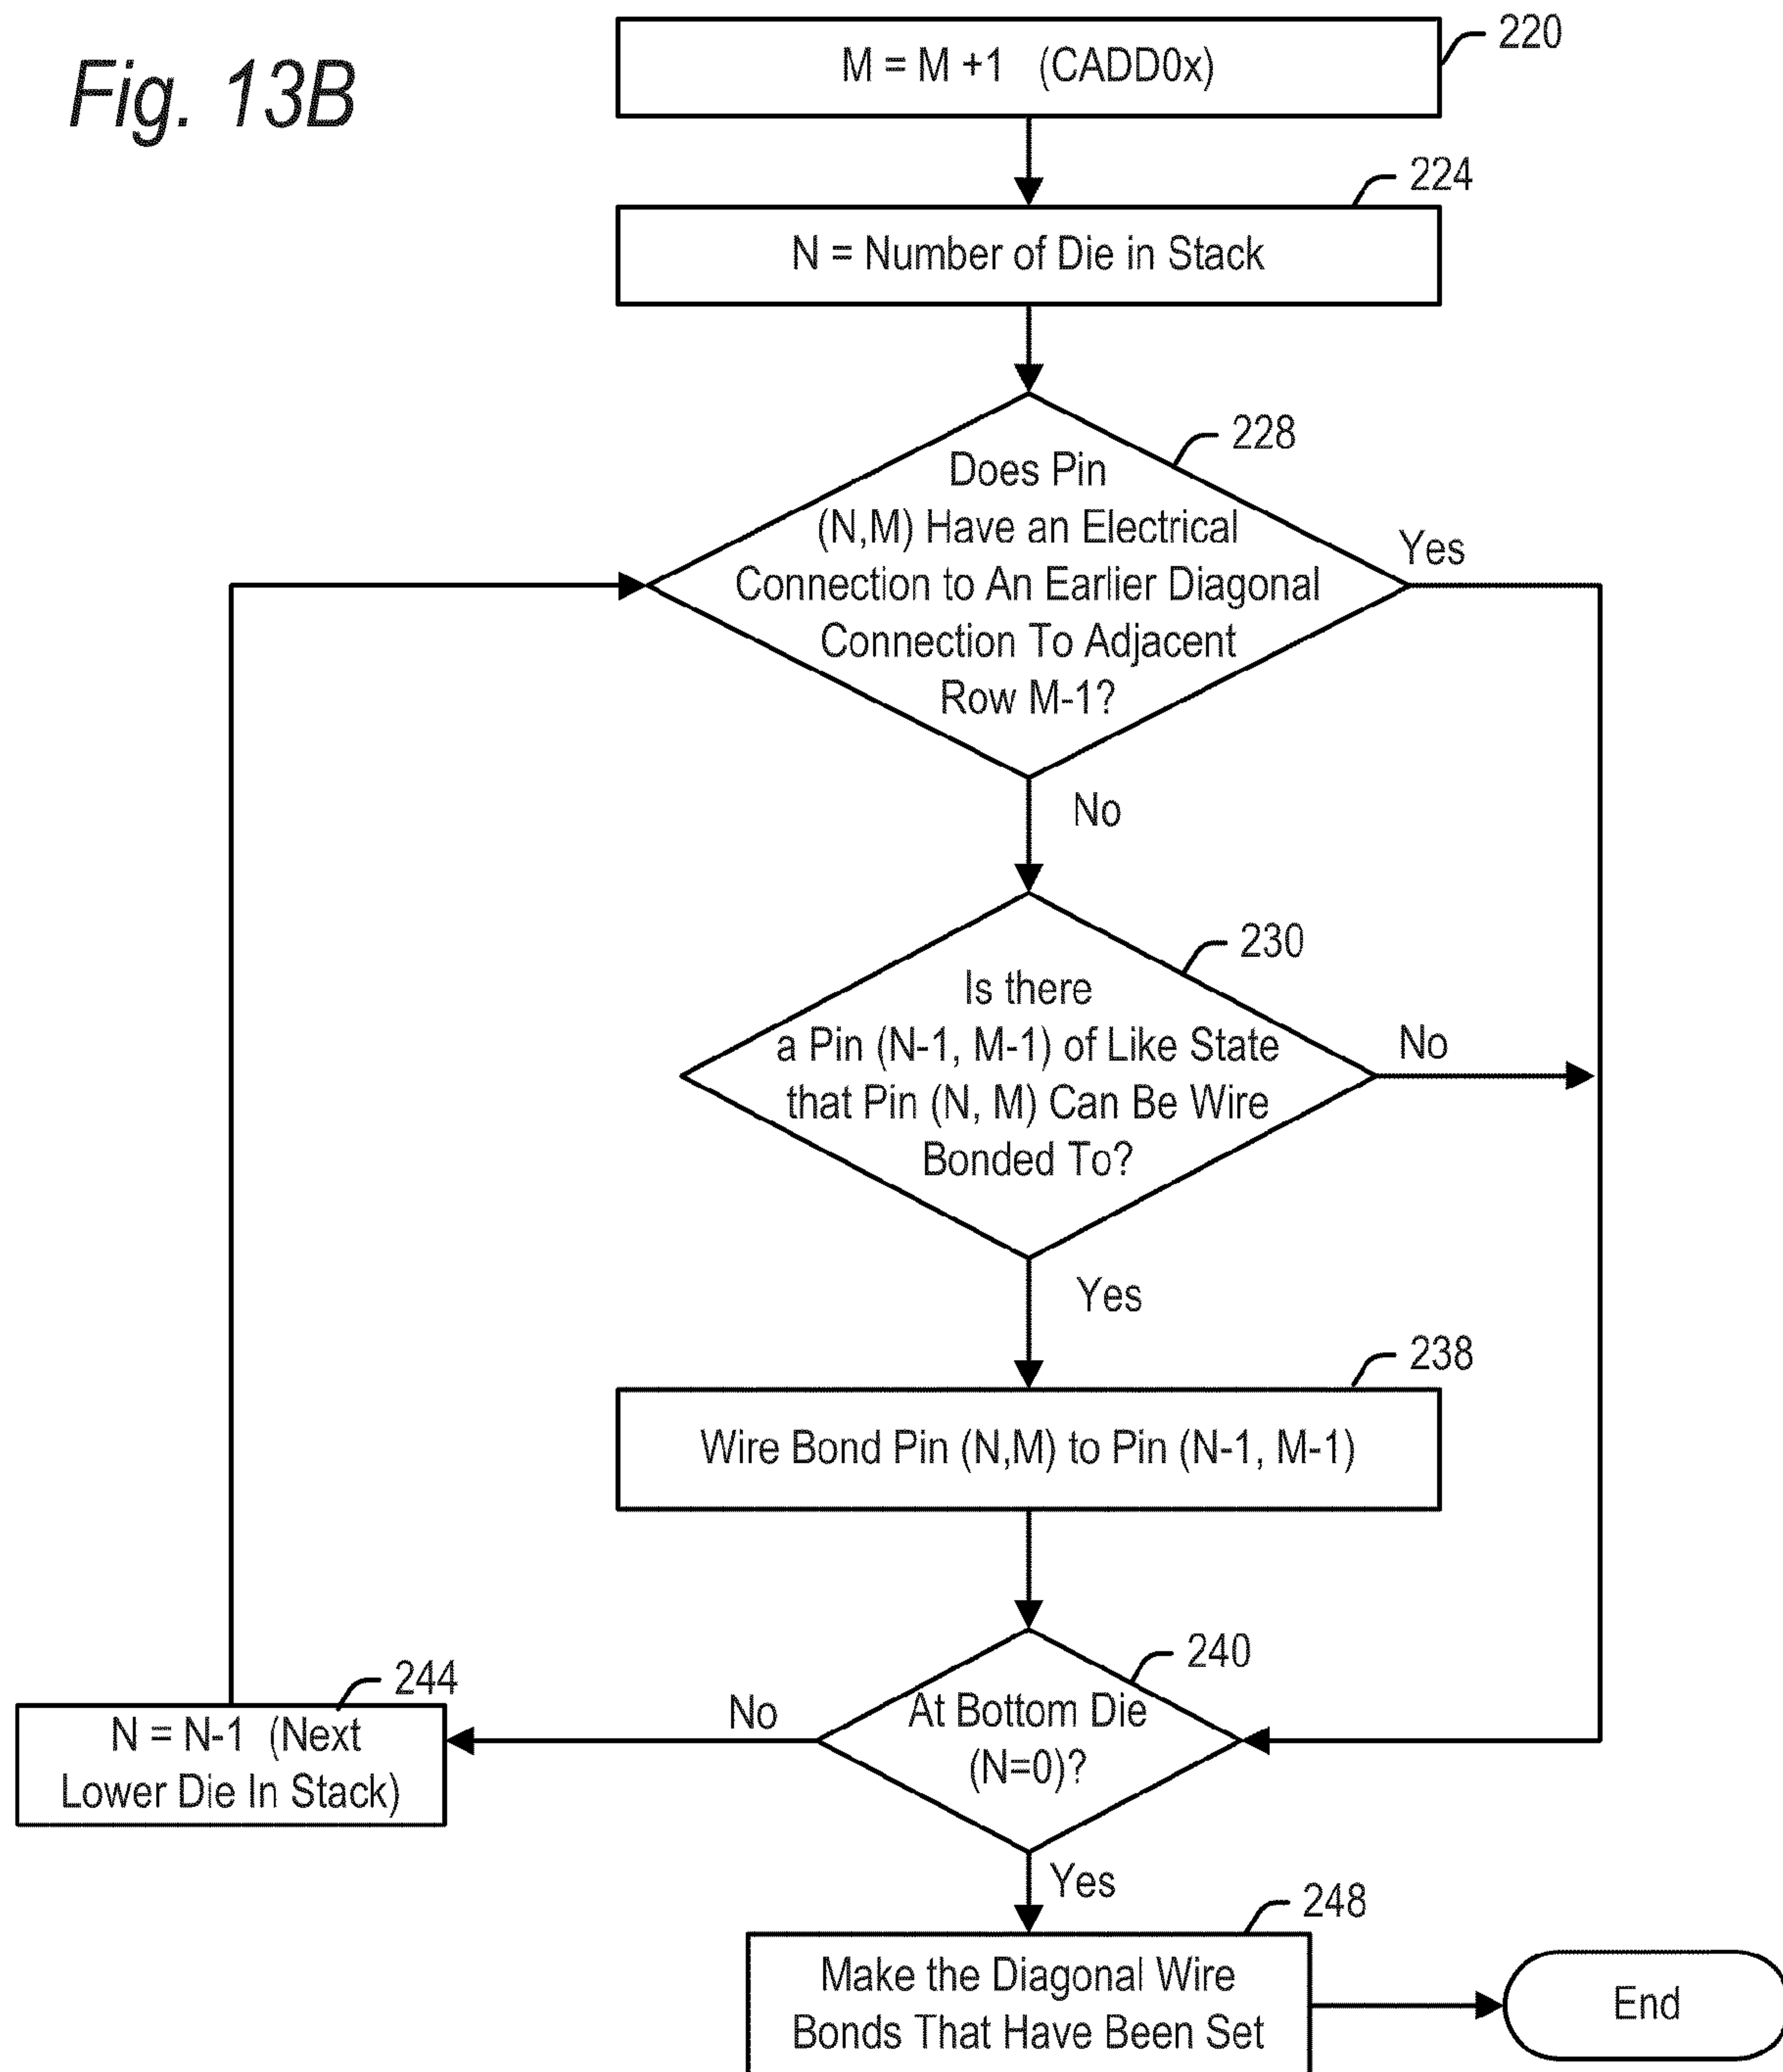 Fig. 13B
M = M +1 (CADD0x)
220
224
N = Number of Die in Stack
228
Does Pin
(N,M) Have an Electrical
Connection to An Earlier Diagonal
Connection To Adjacent
Row M-1?
Yes
No
230
Is there
a Pin (N-1, M-1) of Like State
that Pin (N, M) Can Be Wire
Bonded To?
No
Yes
238
Wire Bond Pin (N,M) to Pin (N-1, M-1)
240
At Bottom Die
(N=0)?
No
244
N = N-1 (Next
Lower Die In Stack)
Yes
248
Make the Diagonal Wire
Bonds That Have Been Set
End